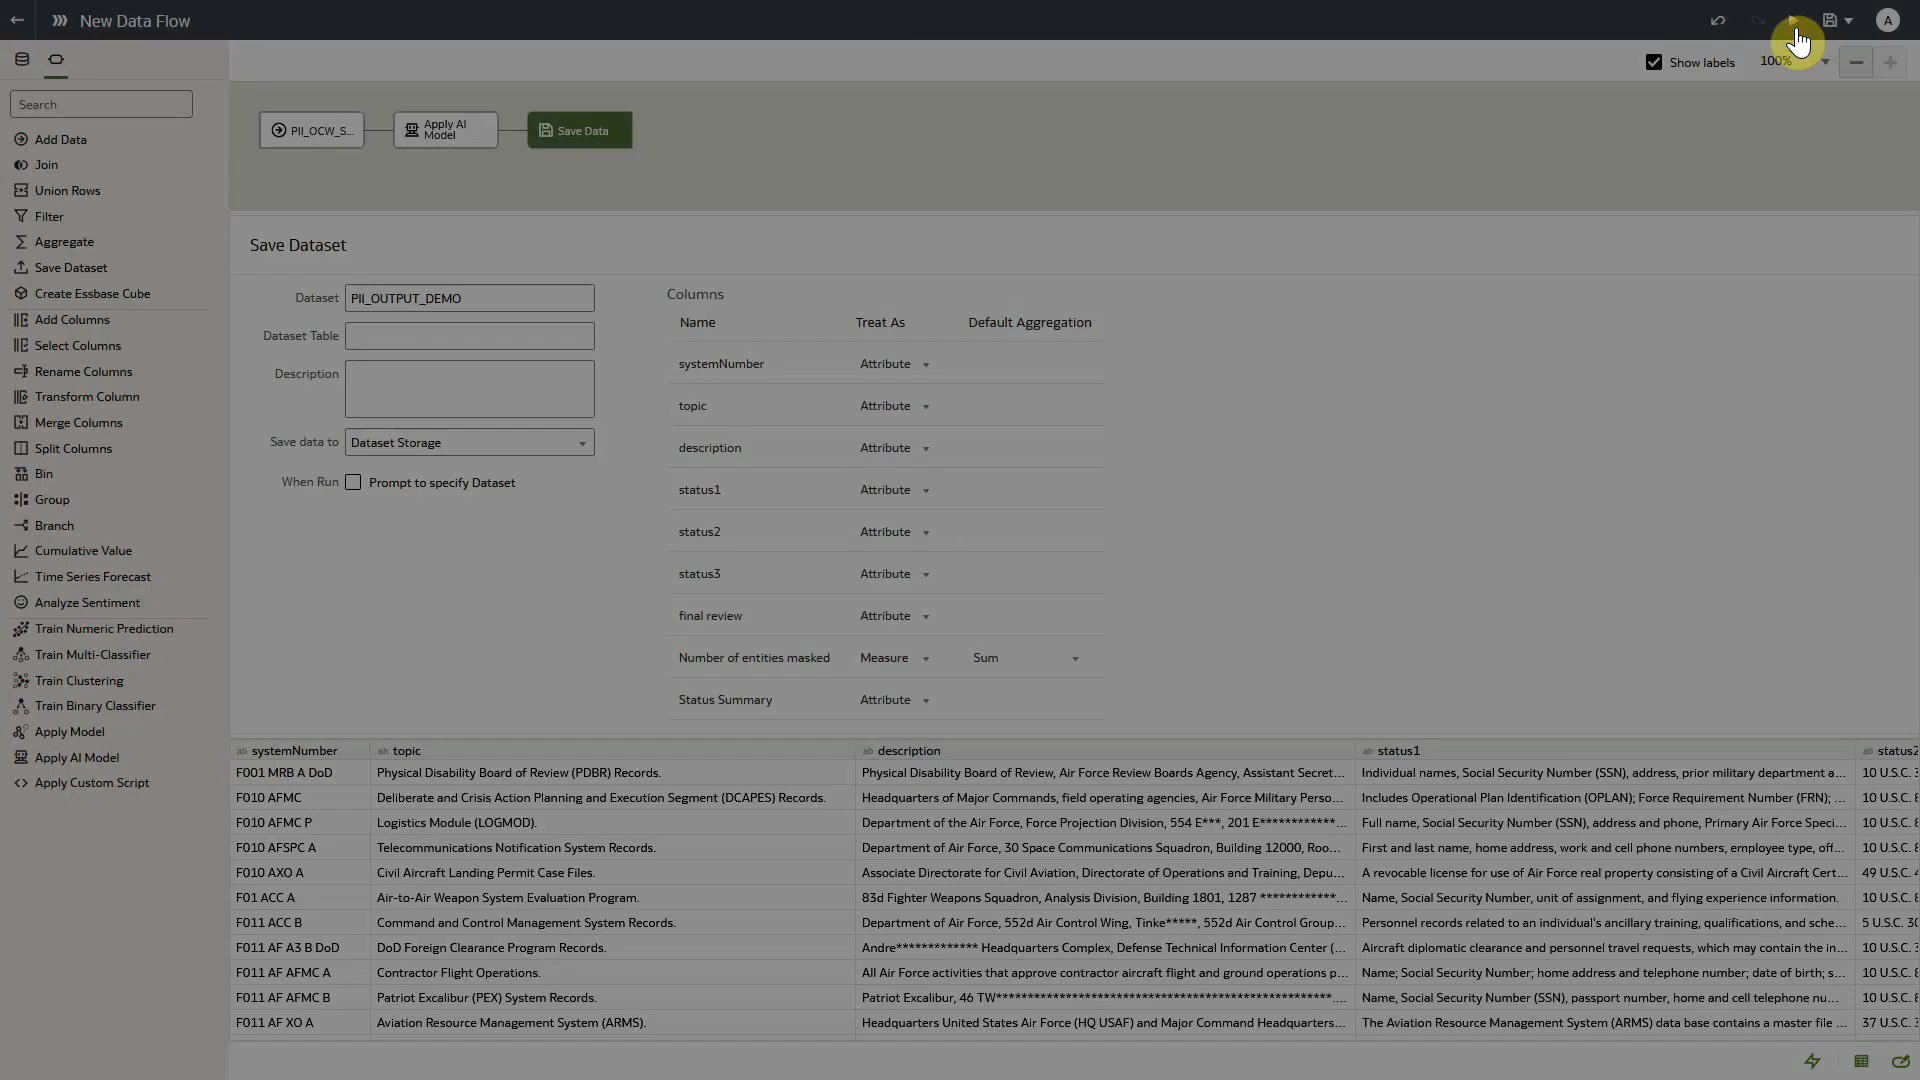 New Data Flow
A
Show labels
100%
Search
Add Data
Join
Union Rows
Filter
Aggregate
Save Dataset
Create Essbase Cube
Add Columns
Select Columns
Rename Columns
Transform Column
Merge Columns
Split Columns
Bin
Group
Branch
Cumulative Value
Time Series Forecast
Analyze Sentiment
Train Numeric Prediction
Train Multi-Classifier
Train Clustering
Train Binary Classifier
Apply Model
Apply AI Model
Apply Custom Script
PII_OCW_S...
Apply AI
Model
Save Data
Save Dataset
Dataset PII_OUTPUT_DEMO
Dataset Table
Description
Save data to Dataset Storage
When Run Prompt to specify Dataset
Columns
Name Treat As Default Aggregation
systemNumber Attribute
topic Attribute
description Attribute
status1 Attribute
status2 Attribute
status3 Attribute
final review Attribute
Number of entities masked Measure Sum
Status Summary Attribute
ab systemNumber ab topic ab description ab status1 ab status2
F001 MRB A DoD Physical Disability Board of Review (PDBR) Records. Physical Disability Board of Review, Air Force Review Boards Agency, Assistant Secret... Individual names, Social Security Number (SSN), address, prior military department a... 10 U.S.C.
F010 AFMC Deliberate and Crisis Action Planning and Execution Segment (DCAPES) Records. Headquarters of Major Commands, field operating agencies, Air Force Military Perso... Includes Operational Plan Identification (OPLAN); Force Requirement Number (FRN); ... 10 U.S.C.
F010 AFMC P Logistics Module (LOGMOD). Department of the Air Force, Force Projection Division, 554 E***, 201 E************... Full name, Social Security Number (SSN), address and phone, Primary Air Force Speci... 10 U.S.C.
F010 AFSPC A Telecommunications Notification System Records. Department of Air Force, 30 Space Communications Squadron, Building 12000, Roo... First and last name, home address, work and cell phone numbers, employee type, off... 10 U.S.C.
F010 AXO A Civil Aircraft Landing Permit Case Files. Associate Directorate for Civil Aviation, Directorate of Operations and Training, Depu... A revocable license for use of Air Force real property consisting of a Civil Aircraft Cert... 49 U.S.C.
F01 ACC A Air-to-Air Weapon System Evaluation Program. 83d Fighter Weapons Squadron, Analysis Division, Building 1801, 1287 ************... Name, Social Security Number, unit of assignment, and flying experience information. 10 U.S.C.
F011 ACC B Command and Control Management System Records. Department of Air Force, 552d Air Control Wing, Tinke*****, 552d Air Control Group... Personnel records related to an individual's ancillary training, qualifications, and sche... 5 U.S.C.
F011 AF A3 B DoD DoD Foreign Clearance Program Records. Andre************* Headquarters Complex, Defense Technical Information Center (... Aircraft diplomatic clearance and personnel travel requests, which may contain the in... 10 U.S.C.
F011 AF AFMC A Contractor Flight Operations. All Air Force activities that approve contractor aircraft flight and ground operations p... Name; Social Security Number; home address and telephone number; date of birth; s... 10 U.S.C.
F011 AF AFMC B Patriot Excalibur (PEX) System Records. Patriot Excalibur, 46 TW*****************************************************... Name, Social Security Number (SSN), passport number, home and cell telephone nu... 10 U.S.C.
F011 AF XO A Aviation Resource Management System (ARMS). Headquarters United States Air Force (HQ USAF) and Major Command Headquarters... The Aviation Resource Management System (ARMS) data base contains a master file ... 37 U.S.C.